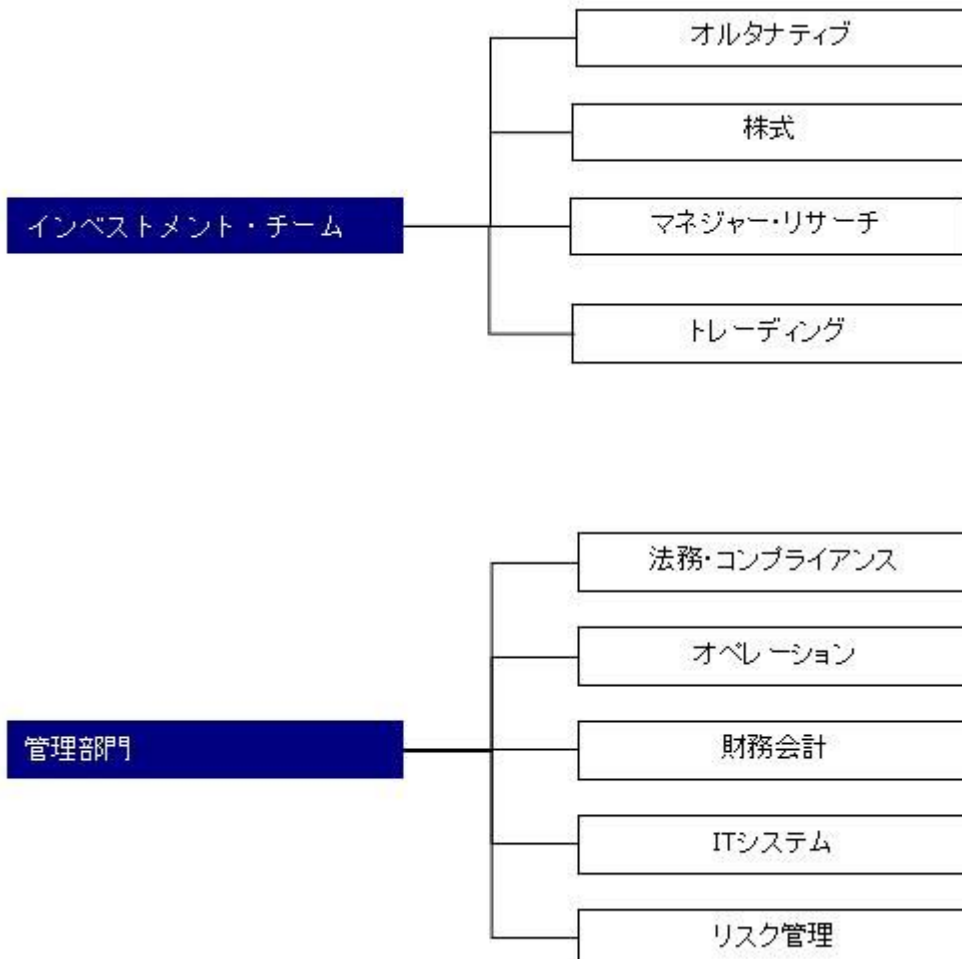 オルタナティブ
株式
インベストメント・チーム
マネジャー・リサーチ
トレーディング
法務・コンプライアンス
オペレーション
管理部門
財務会計
ITシステム
リスク管理